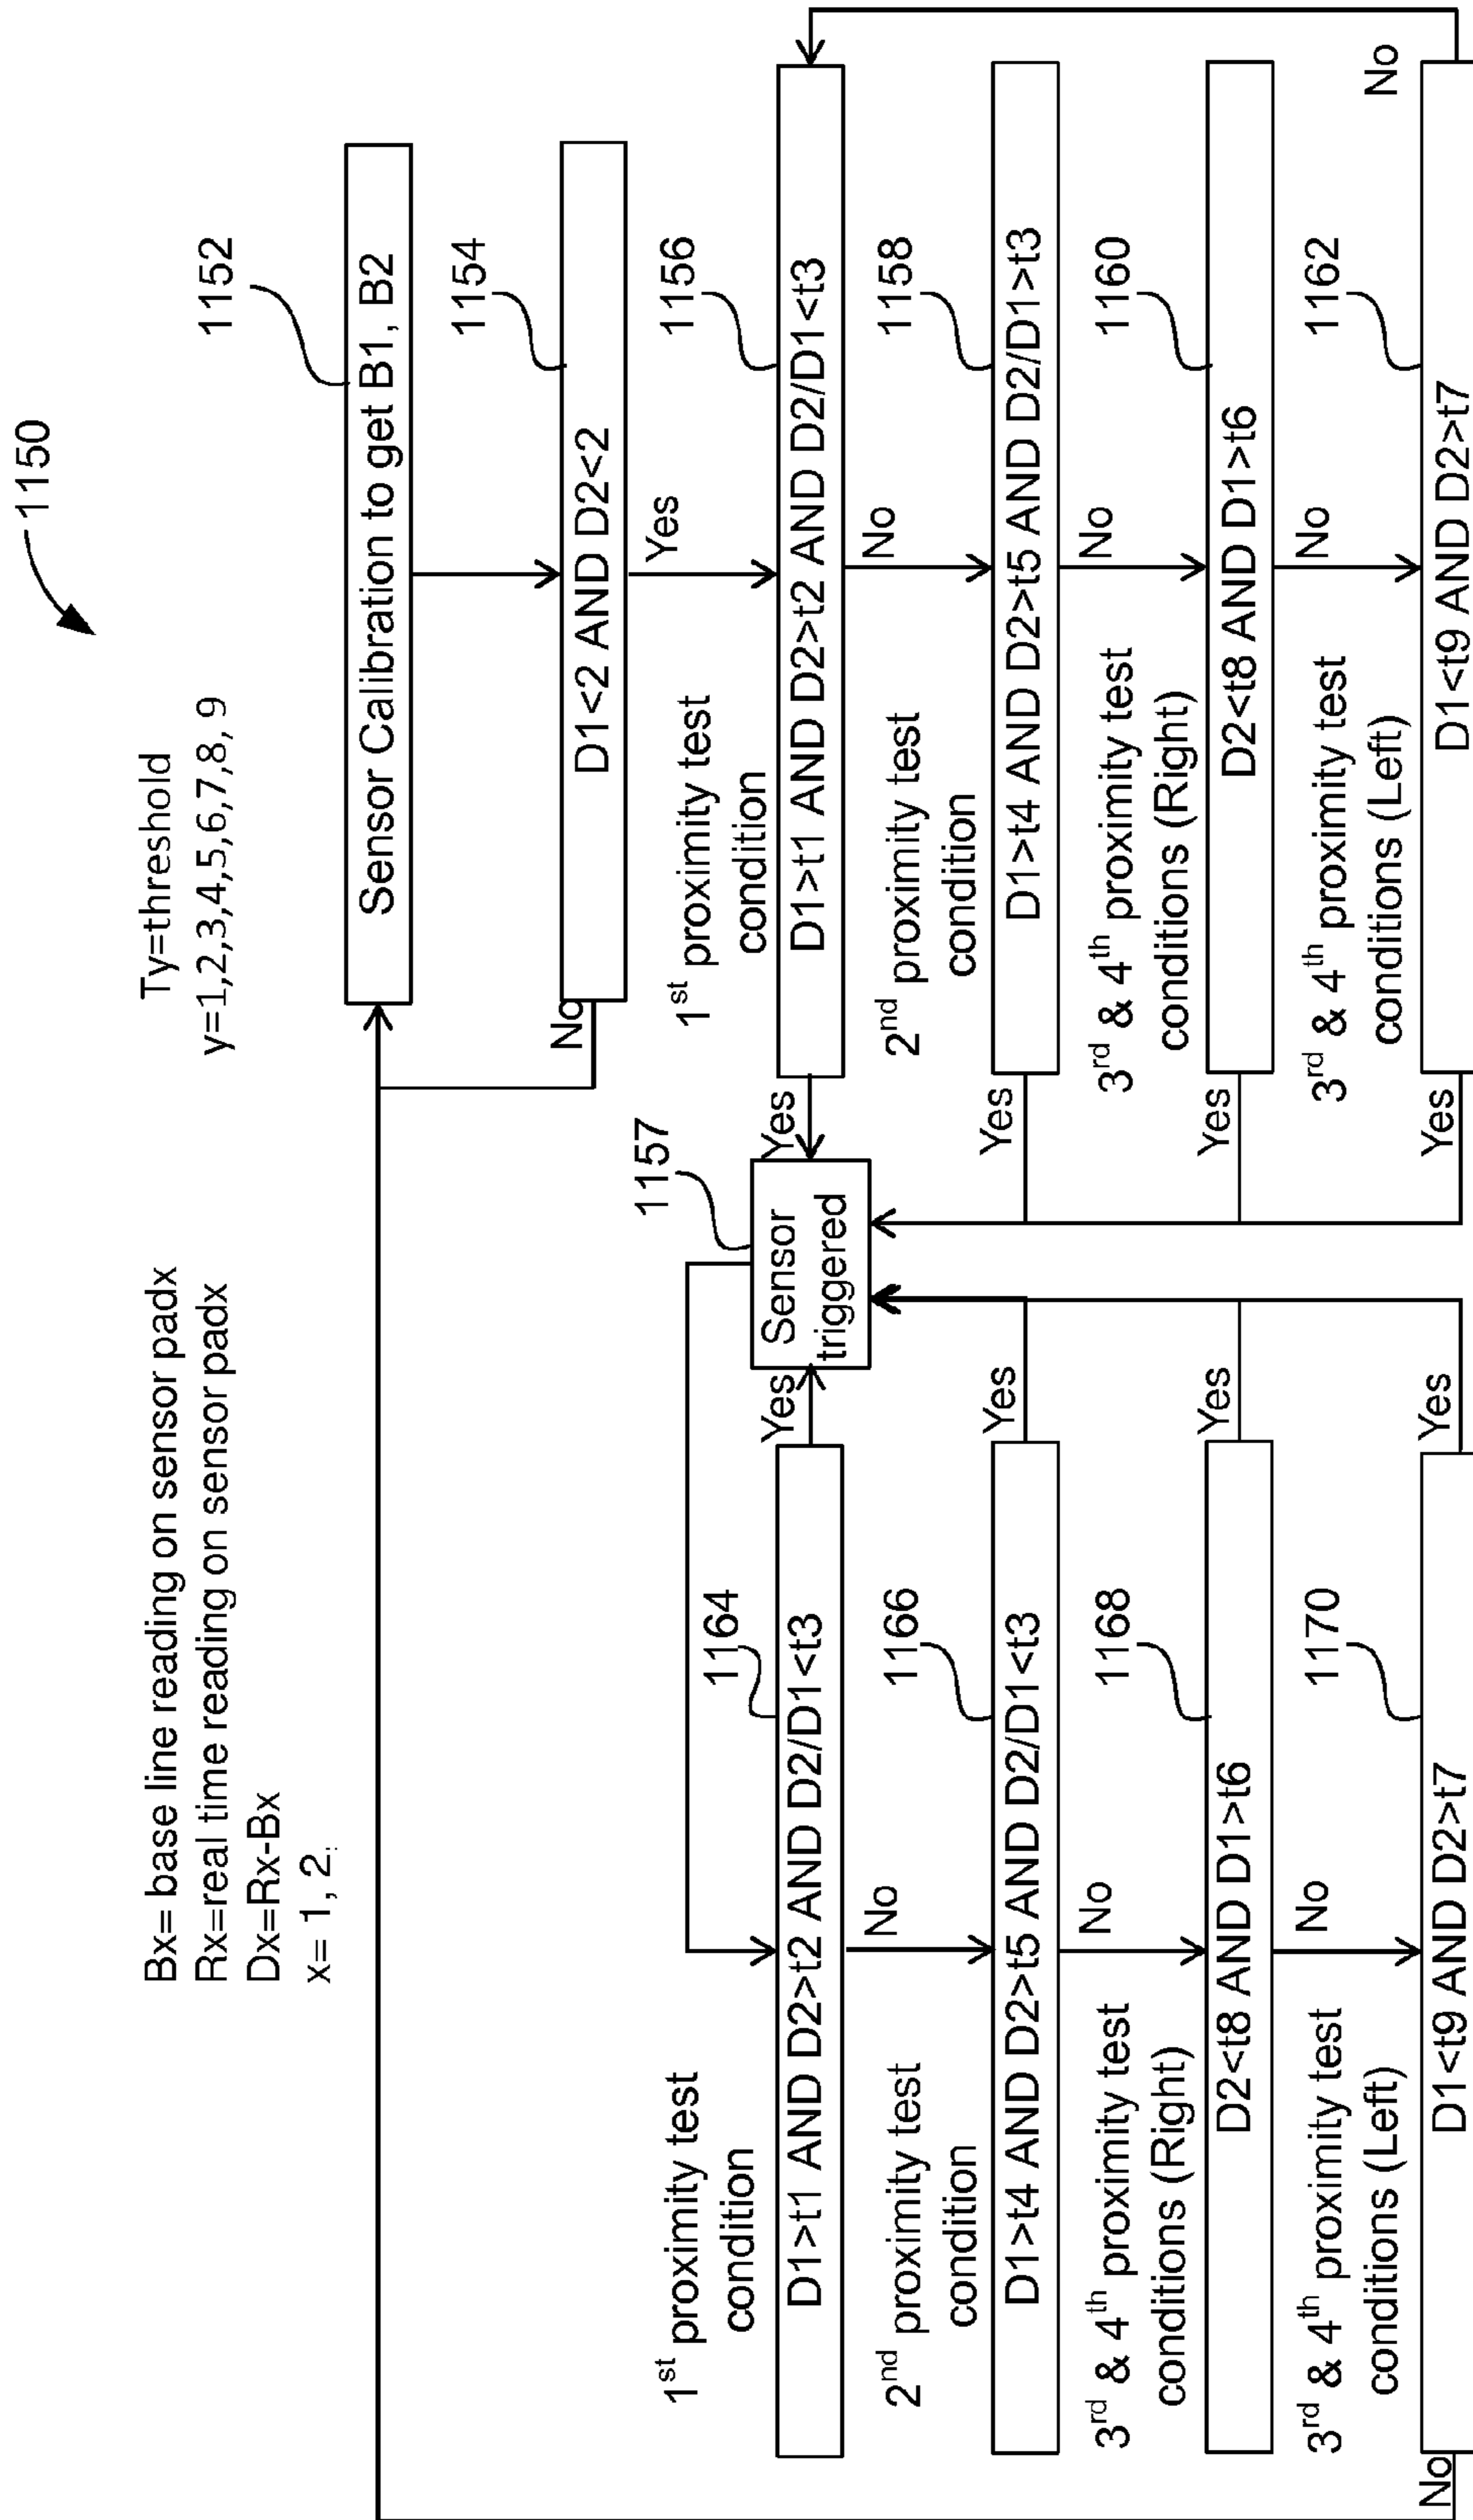 1150
Bx= base line reading on sensor padx
Rx=real time reading on sensor padx
Dx=Rx-Bx
x= 1, 2
Ty=threshold
y=1,2,3,4,5,6,7,8, 9
1152
Sensor Calibration to get B1, B2
1154
No
D1<2 AND D2<2
Yes
1st proximity test
condition
1164
D1>t1 AND D2>t2 AND D2/D1<t3
Yes
1157
Sensor
triggered
Yes
1st proximity test
condition
1156
D1>t1 AND D2>t2 AND D2/D1<t3
No
No
2nd proximity test
condition
1166
D1>t4 AND D2>t5 AND D2/D1<t3
Yes
Yes
2nd proximity test
condition
1158
D1>t4 AND D2>t5 AND D2/D1>t3
No
No
3rd & 4th proximity test
conditions (Right)
1168
D2<t8 AND D1>t6
Yes
Yes
3rd & 4th proximity test
conditions (Right)
1160
D2<t8 AND D1>t6
No
No
3rd & 4th proximity test
conditions (Left)
1170
No
D1<t9 AND D2>t7
Yes
Yes
3rd & 4th proximity test
conditions (Left)
1162
No
D1<t9 AND D2>t7